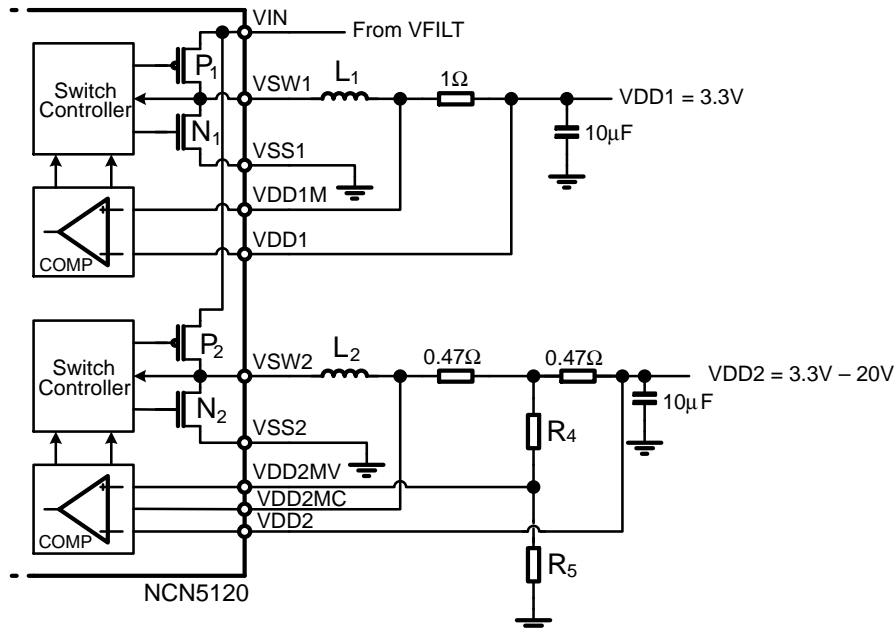 VIN
From VFILT
Switch
Controller
P1
VSW1
L1
1Ω
VDD1 = 3.3V
N1
10µF
VSS1
VDD1M
VDD1
COMP
Switch
Controller
P2
VSW2
L2
0.47Ω
0.47Ω
VDD2 = 3.3V – 20V
N2
10µF
VSS2
R4
VDD2MV
VDD2MC
VDD2
COMP
R5
NCN5120